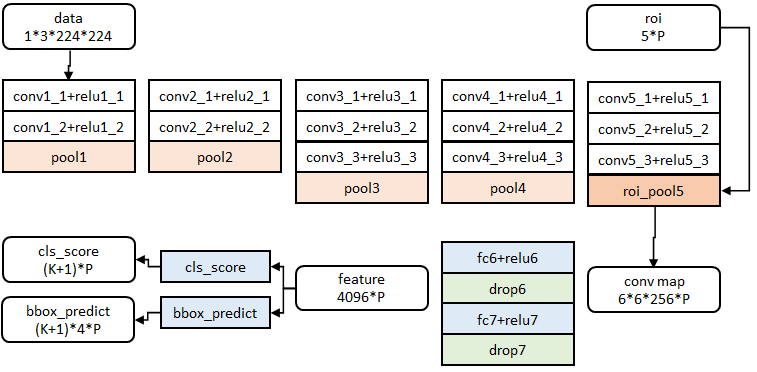 data
1*3*224*224
roi
5*P
conv1_1+relu1_1
conv1_2+relu1_2
pool1
conv2_1+relu2_1
conv2_2+relu2_2
pool2
conv3_1+relu3_1
conv3_2+relu3_2
conv3_3+relu3_3
pool3
conv4_1+relu4_1
conv4_2+relu4_2
conv4_3+relu4_3
pool4
conv5_1+relu5_1
conv5_2+relu5_2
conv5_3+relu5_3
roi_pool5
cls_score
(K+1)*P
bbox_predict
(K+1)*4*P
cls_score
bbox_predict
feature
4096*P
fc6+relu6
drop6
fc7+relu7
drop7
conv map
6*6*256*P